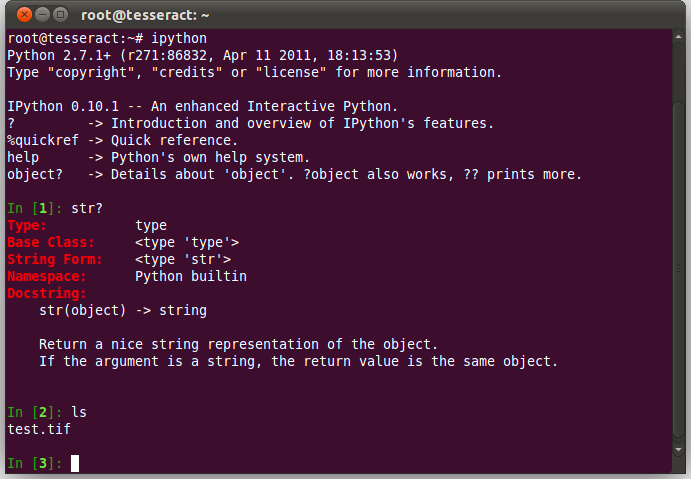 root@tesseract: ~
root@tesseract:~# ipython
Python 2.7.1+ (r271:86832, Apr 11 2011, 18:13:53)
Type "copyright", "credits" or "license" for more information.

IPython 0.10.1 -- An enhanced Interactive Python.
?         -> Introduction and overview of IPython's features.
%quickref -> Quick reference.
help      -> Python's own help system.
object?   -> Details about 'object'. ?object also works, ?? prints more.

In [1]: str?
Type:           type
Base Class:     <type 'type'>
String Form:    <type 'str'>
Namespace:      Python builtin
Docstring:
    str(object) -> string

    Return a nice string representation of the object.
    If the argument is a string, the return value is the same object.


In [2]: ls
test.tif

In [3]: